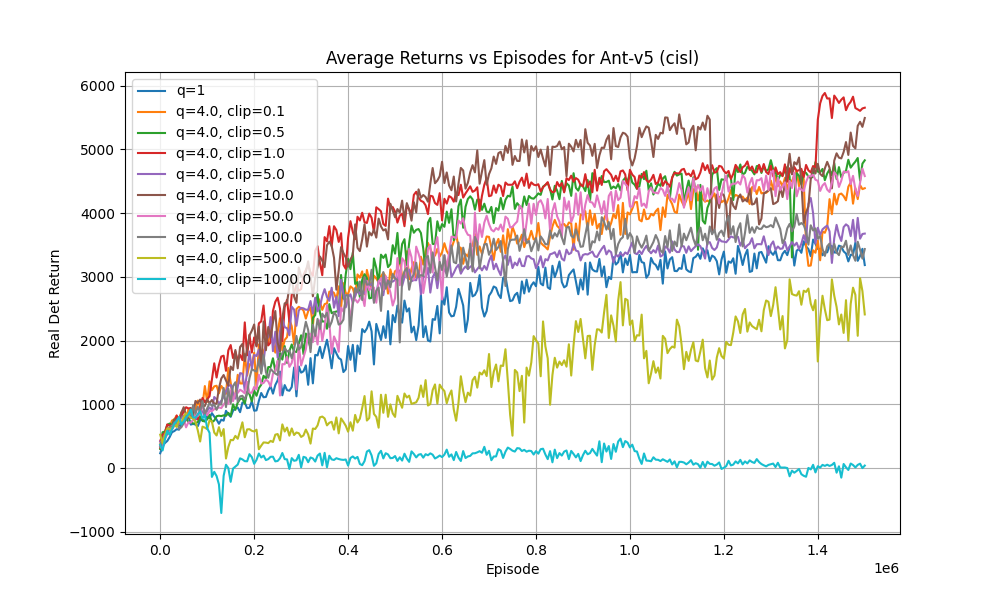 Average Returns vs Episodes for Ant-v5 (cisl)
6000
5000
4000
3000
2000
1000
0
−1000
Real Det Return
q=1
q=4.0, clip=0.1
q=4.0, clip=0.5
q=4.0, clip=1.0
q=4.0, clip=5.0
q=4.0, clip=10.0
q=4.0, clip=50.0
q=4.0, clip=100.0
q=4.0, clip=500.0
q=4.0, clip=1000.0
0.0 0.2 0.4 0.6 0.8 1.0 1.2 1.4
1e6
Episode